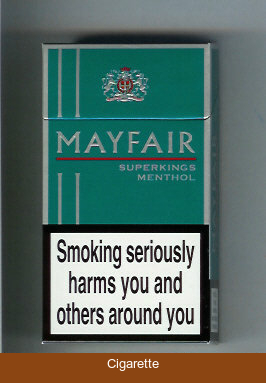 MAYFAIR
SUPERKINGS
MENTHOL
Smoking seriously
harms you and
others around you
Cigarette